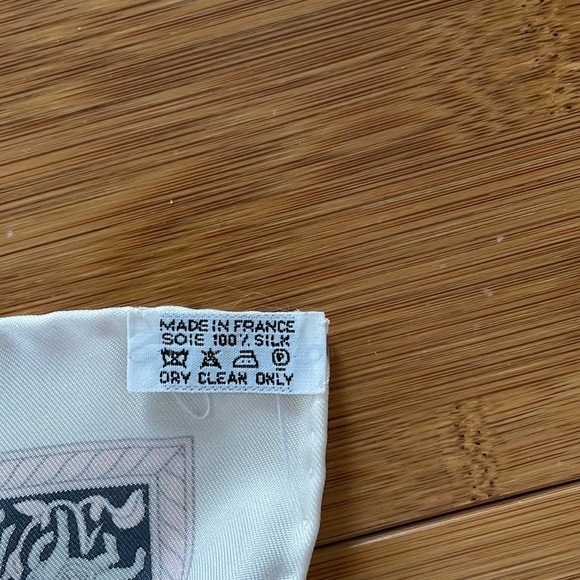 MADE IN FRANCE
SOIE 100% SILK
P
DRY CLEAN ONLY